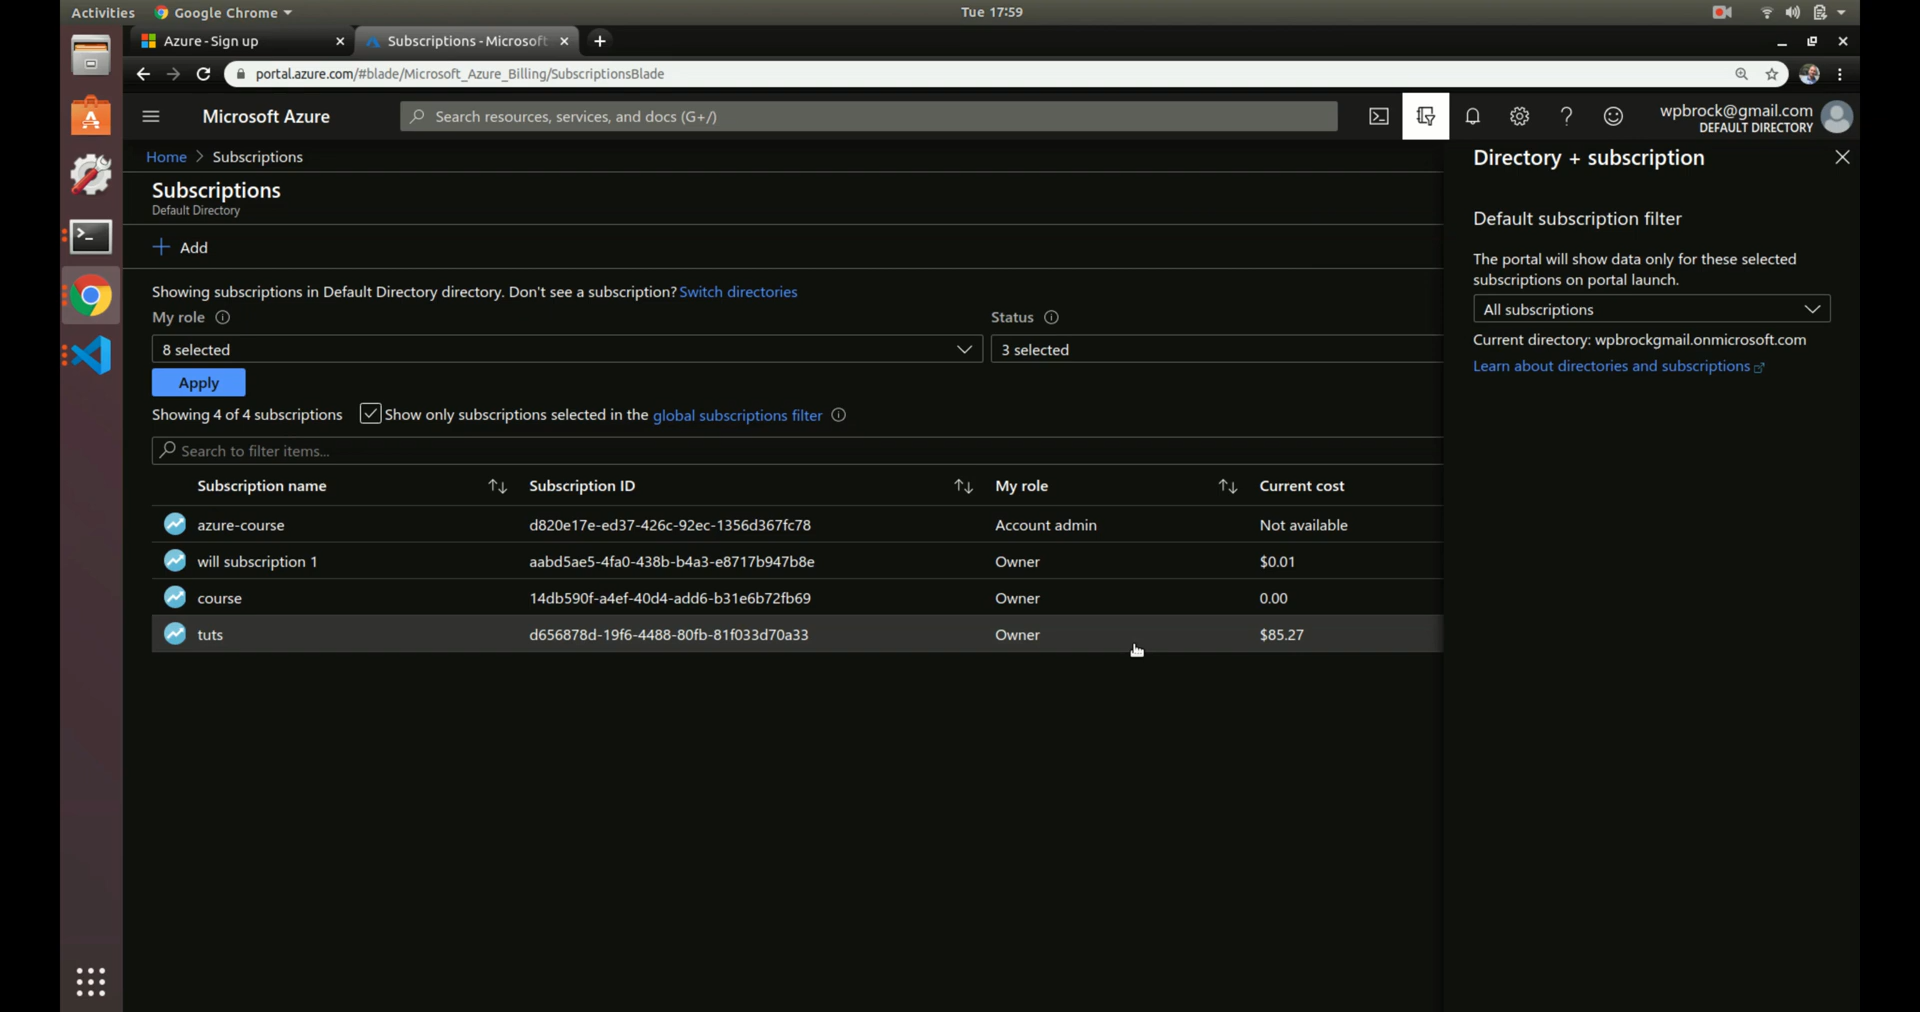 Activities
Google Chrome
Tue 17:59
Azure - Sign up
Subscriptions - Microsoft
portal.azure.com/#blade/Microsoft_Azure_Billing/SubscriptionsBlade
Microsoft Azure
Search resources, services, and docs (G+/)
wpbrock@gmail.com
DEFAULT DIRECTORY
Home > Subscriptions
Subscriptions
Default Directory
Add
Showing subscriptions in Default Directory directory. Don't see a subscription? Switch directories
My role
Status
8 selected
3 selected
Apply
Showing 4 of 4 subscriptions
Show only subscriptions selected in the global subscriptions filter
Search to filter items...
Subscription name Subscription ID My role Current cost
azure-course d820e17e-ed37-426c-92ec-1356d367fc78 Account admin Not available
will subscription 1 aabd5ae5-4fa0-438b-b4a3-e8717b947b8e Owner $0.01
course 14db590f-a4ef-40d4-add6-b31e6b72fb69 Owner 0.00
tuts d656878d-19f6-4488-80fb-81f033d70a33 Owner $85.27
Directory + subscription
Default subscription filter
The portal will show data only for these selected
subscriptions on portal launch.
All subscriptions
Current directory: wpbrockgmail.onmicrosoft.com
Learn about directories and subscriptions